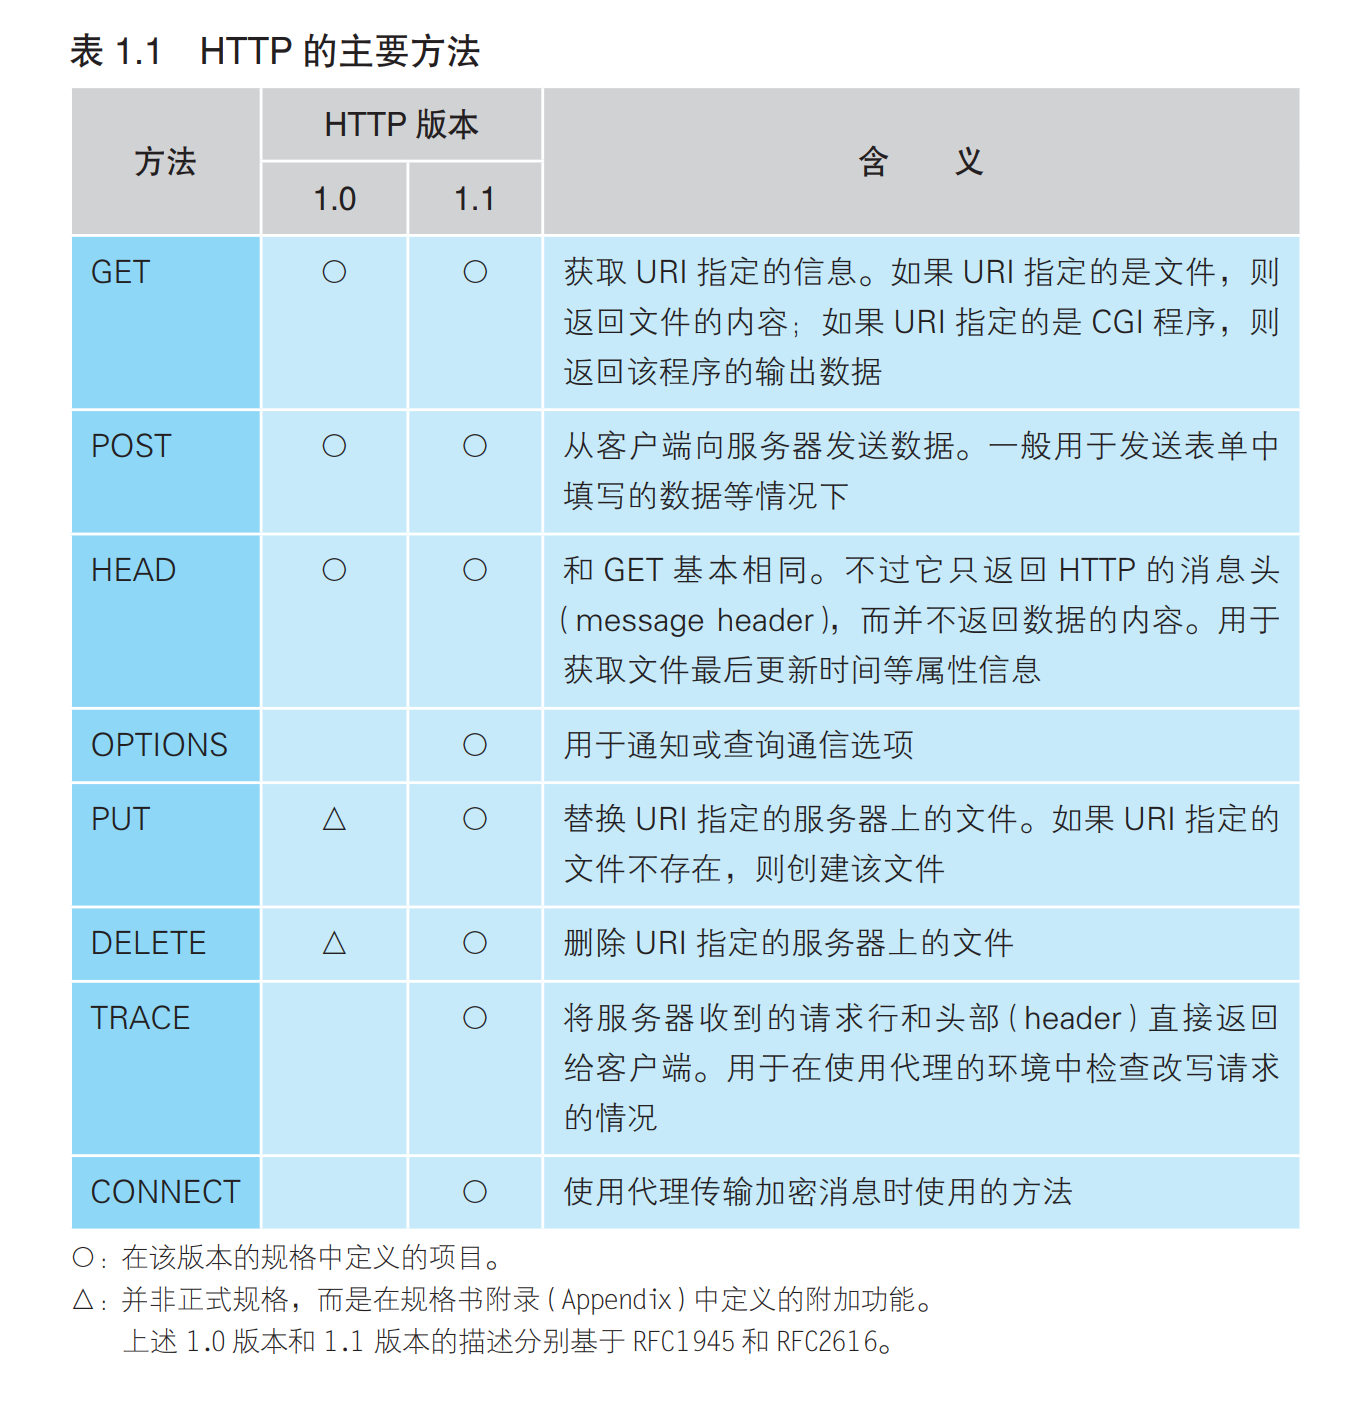 表 1.1 HTTP 的主要方法
方法
HTTP 版本
含 义
1.0
1.1
GET ○ ○ 获取 URI 指定的信息。如果 URI 指定的是文件，则
返回文件的内容；如果 URI 指定的是 CGI 程序，则
返回该程序的输出数据
POST ○ ○ 从客户端向服务器发送数据。一般用于发送表单中
填写的数据等情况下
HEAD ○ ○ 和 GET 基本相同。不过它只返回 HTTP 的消息头
（message header），而并不返回数据的内容。用于
获取文件最后更新时间等属性信息
OPTIONS ○ 用于通知或查询通信选项
PUT △ ○ 替换 URI 指定的服务器上的文件。如果 URI 指定的
文件不存在，则创建该文件
DELETE △ ○ 删除 URI 指定的服务器上的文件
TRACE ○ 将服务器收到的请求行和头部（header）直接返回
给客户端。用于在使用代理的环境中检查改写请求
的情况
CONNECT ○ 使用代理传输加密消息时使用的方法
○：在该版本的规格中定义的项目。
△：并非正式规格，而是在规格书附录（Appendix）中定义的附加功能。
上述 1.0 版本和 1.1 版本的描述分别基于 RFC1945 和 RFC2616。